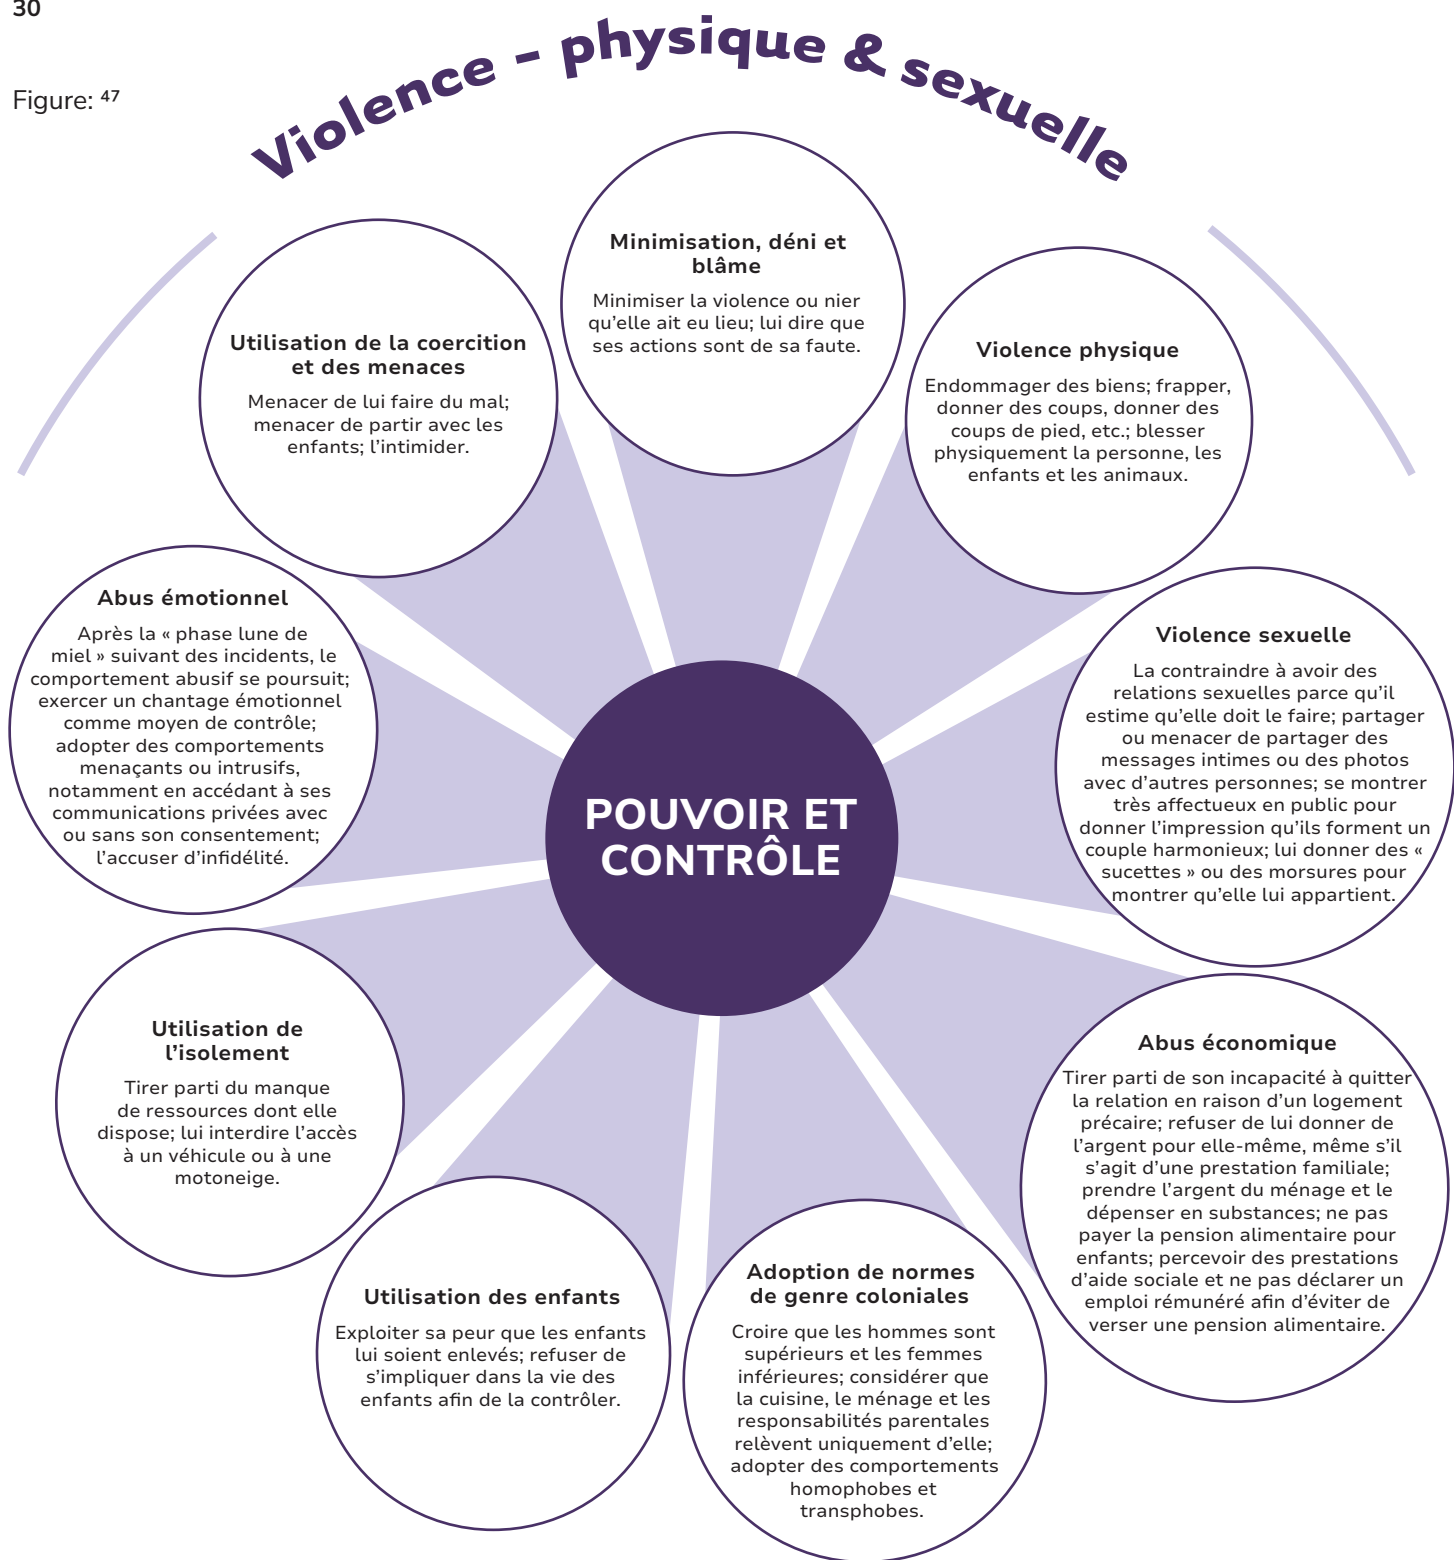 30
Figure: ⁴⁷
Violence – physique & sexuelle
Minimisation, déni et
blâme
Minimiser la violence ou nier
qu’elle ait eu lieu; lui dire que
ses actions sont de sa faute.
Utilisation de la coercition
et des menaces
Menacer de lui faire du mal;
menacer de partir avec les
enfants; l’intimider.
Violence physique
Endommager des biens; frapper,
donner des coups, donner des
coups de pied, etc.; blesser
physiquement la personne, les
enfants et les animaux.
Abus émotionnel
Après la « phase lune de
miel » suivant des incidents, le
comportement abusif se poursuit;
exercer un chantage émotionnel
comme moyen de contrôle;
adopter des comportements
menaçants ou intrusifs,
notamment en accédant à ses
communications privées avec
ou sans son consentement;
l’accuser d’infidélité.
Violence sexuelle
La contraindre à avoir des
relations sexuelles parce qu’il
estime qu’elle doit le faire; partager
ou menacer de partager des
messages intimes ou des photos
avec d’autres personnes; se montrer
très affectueux en public pour
donner l’impression qu’ils forment un
couple harmonieux; lui donner des «
sucettes » ou des morsures pour
montrer qu’elle lui appartient.
POUVOIR ET
CONTRÔLE
Utilisation de
l’isolement
Tirer parti du manque
de ressources dont elle
dispose; lui interdire l’accès
à un véhicule ou à une
motoneige.
Abus économique
Tirer parti de son incapacité à quitter
la relation en raison d’un logement
précaire; refuser de lui donner de
l’argent pour elle-même, même s’il
s’agit d’une prestation familiale;
prendre l’argent du ménage et le
dépenser en substances; ne pas
payer la pension alimentaire pour
enfants; percevoir des prestations
d’aide sociale et ne pas déclarer un
emploi rémunéré afin d’éviter de
verser une pension alimentaire.
Utilisation des enfants
Exploiter sa peur que les enfants
lui soient enlevés; refuser de
s’impliquer dans la vie des
enfants afin de la contrôler.
Adoption de normes
de genre coloniales
Croire que les hommes sont
supérieurs et les femmes
inférieures; considérer que
la cuisine, le ménage et les
responsabilités parentales
relèvent uniquement d’elle;
adopter des comportements
homophobes et
transphobes.